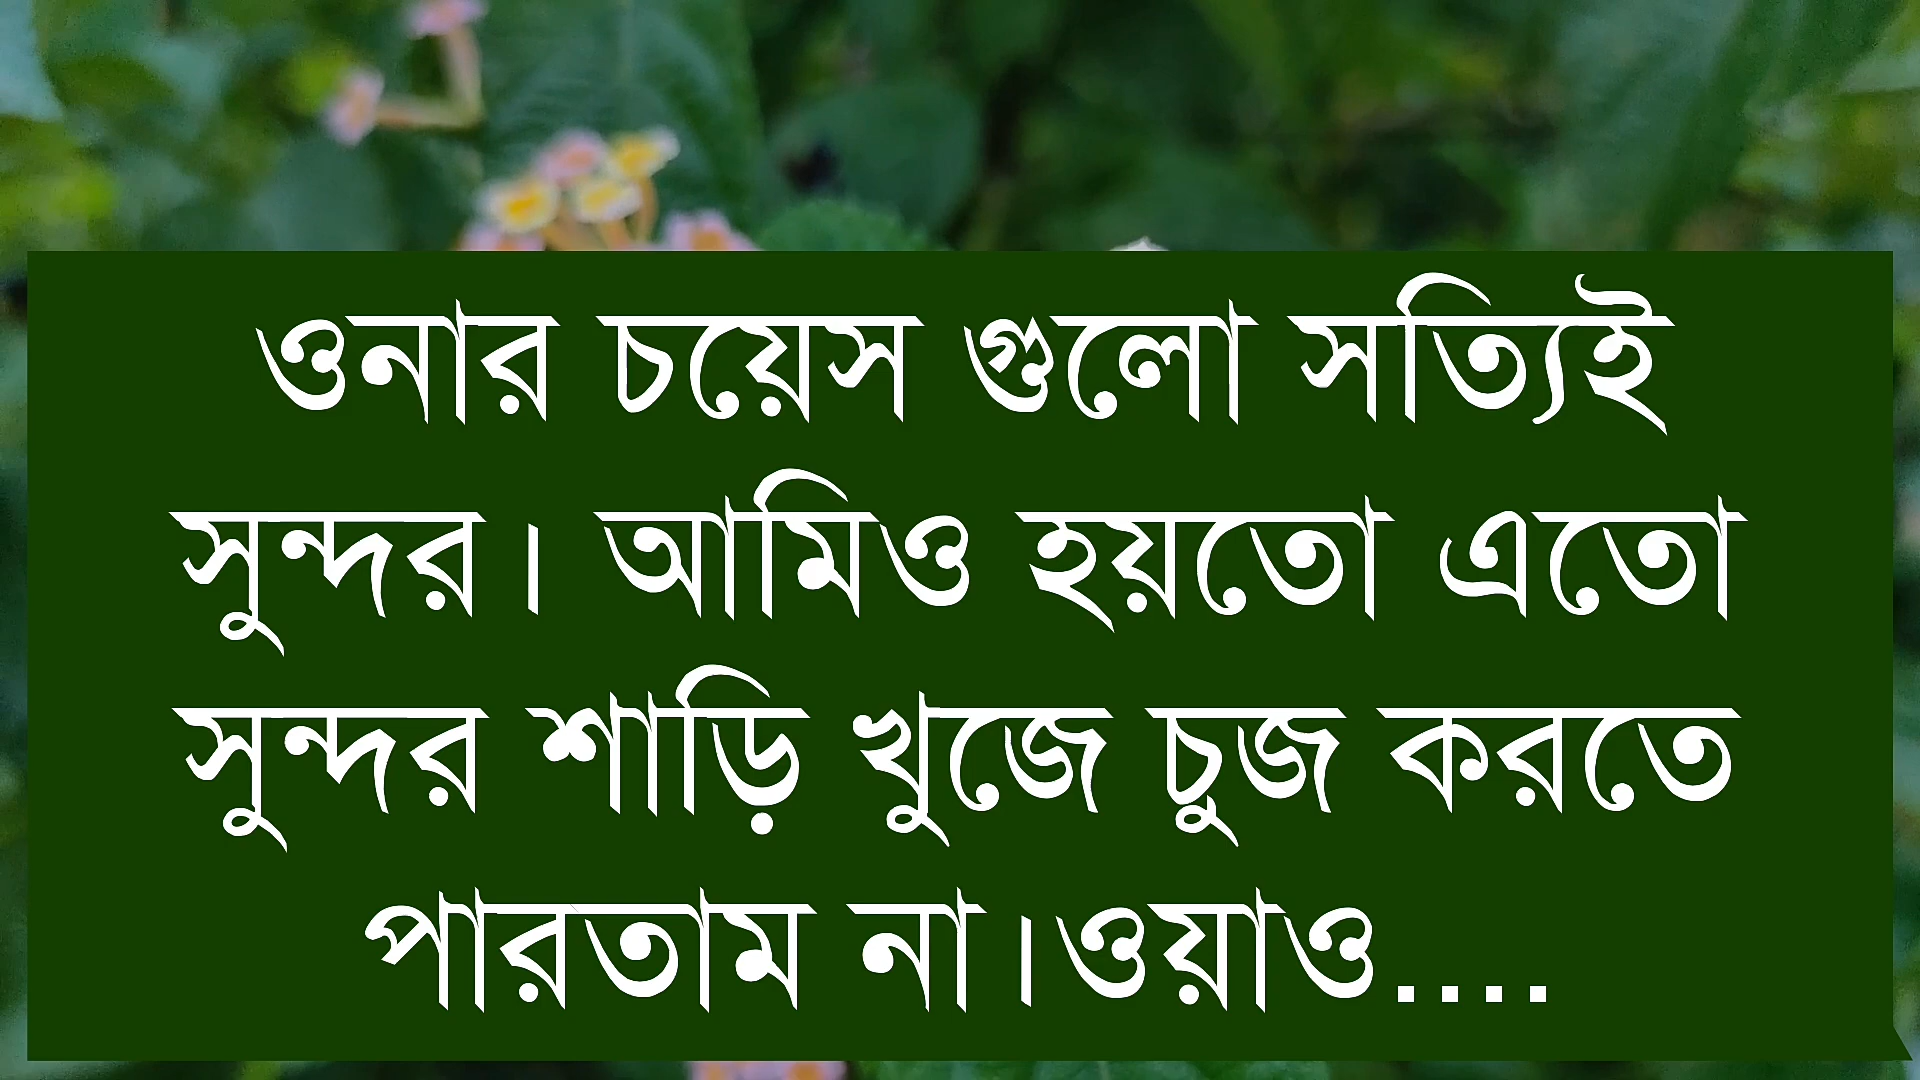 ওনার চয়েস গুলো সত্যিই
সুন্দর। আমিও হয়তো এতো
সুন্দর শাড়ি খুজে চুজ করতে
পারতাম না।ওয়াও....